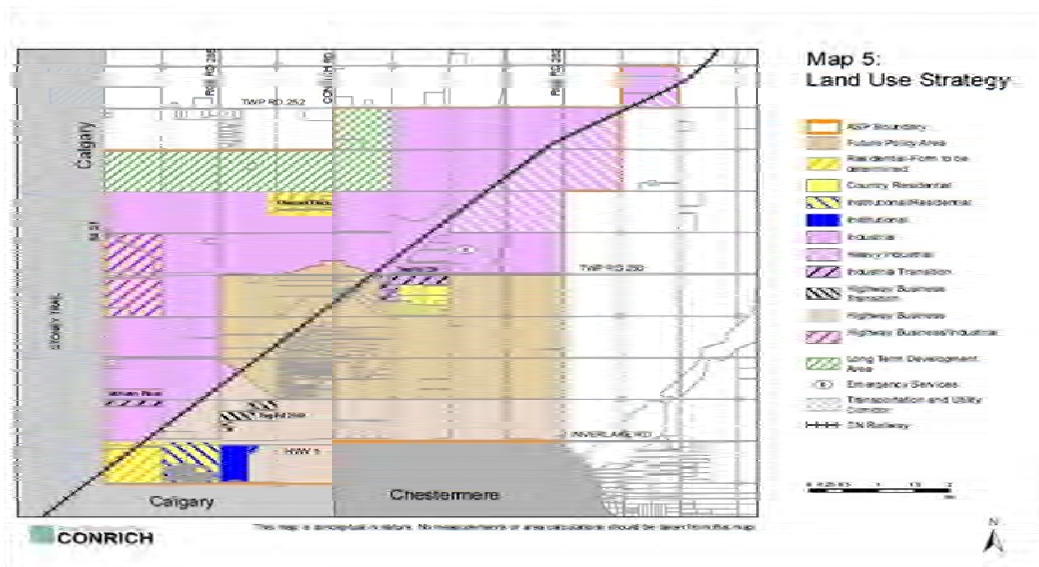 Map 5:
Land Use Strategy
ASP Boundary
Future Policy Area
Residential-Form to be
determined
Country Residential
Institutional/Residential
Institutional
Industrial
Heavy Industrial
Industrial Transition
Highway Business
Transition
Highway Business
Highway Business/Industrial
Long Term Development
Area
Emergency Services
Transportation and Utility
Corridor
CN Railway
TWP RD 252
CONRICH RD
Calgary
TWP RD 250
STONEY TRAIL
INVERLAKE RD
HWY 1
Calgary
Chestermere
This map is conceptual in nature. No measurements or area calculations should be taken from this map.
CONRICH
N